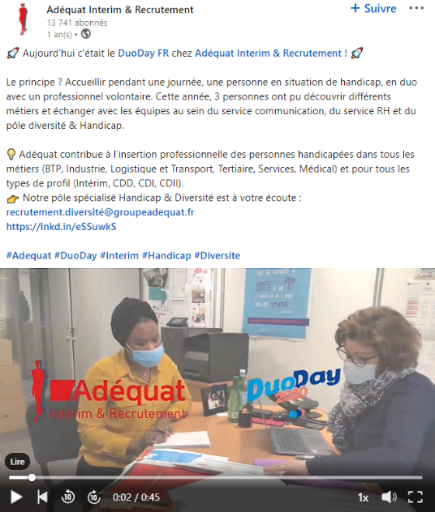 Adéquat Interim & Recrutement
+ Suivre
13 741 abonnés
1 an(s) •
🚀 Aujourd'hui c'était le DuoDay FR chez Adéquat Interim & Recrutement ! 🚀
Le principe ? Accueillir pendant une journée, une personne en situation de handicap, en duo
avec un professionnel volontaire. Cette année, 3 personnes ont pu découvrir différents
métiers et échanger avec les équipes au sein du service communication, du service RH et du
pôle diversité & Handicap.
💡 Adéquat contribue à l'insertion professionnelle des personnes handicapées dans tous les
métiers (BTP, Industrie, Logistique et Transport, Tertiaire, Services, Médical) et pour tous les
types de profil (Intérim, CDD, CDI, CDII).
👉 Notre pôle spécialisé Handicap & Diversité est à votre écoute :
recrutement.diversité@groupeadequat.fr
https://lnkd.in/eSSuwkS
#Adequat #DuoDay #Interim #Handicap #Diversite
Adéquat
Intérim & Recrutement
DuoDay
Lire
10
10
0:02 / 0:45
1x